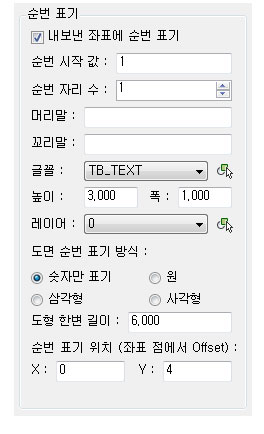 순번 표기
내보낸 좌표에 순번 표기
순번 시작 값 : 1
순번 자리 수 : 1
머리말 :
꼬리말 :
글꼴 : TB_TEXT
높이 : 3,000 폭 : 1,000
레이어 : 0
도면 순번 표기 방식 :
숫자만 표기 원
삼각형 사각형
도형 한변 길이 : 6,000
순번 표기 위치 (좌표 점에서 Offset) :
X : 0 Y : 4